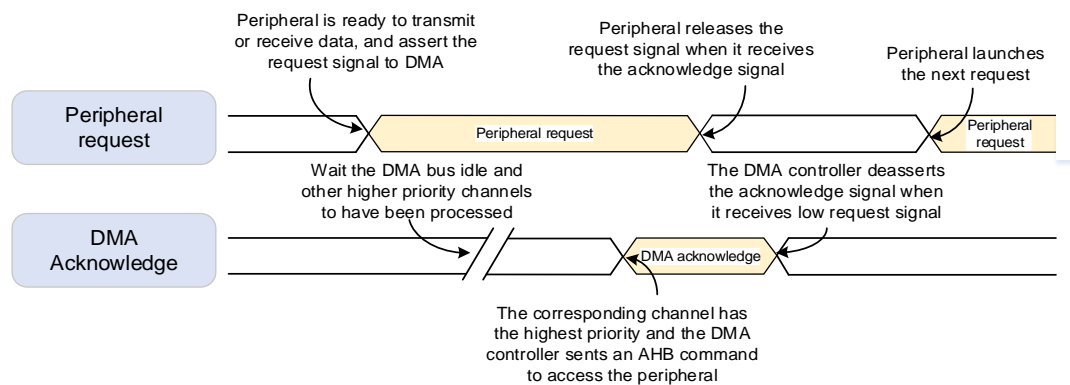 Peripheral is ready to transmit
or receive data, and assert the
request signal to DMA
Peripheral releases the
request signal when it receives
the acknowledge signal
Peripheral launches
the next request
Peripheral
request
Peripheral request
Peripheral
request
Wait the DMA bus idle and
other higher priority channels
to have been processed
The DMA controller deasserts
the acknowledge signal when
it receives low request signal
DMA
Acknowledge
DMA acknowledge
The corresponding channel has
the highest priority and the DMA
controller sents an AHB command
to access the peripheral